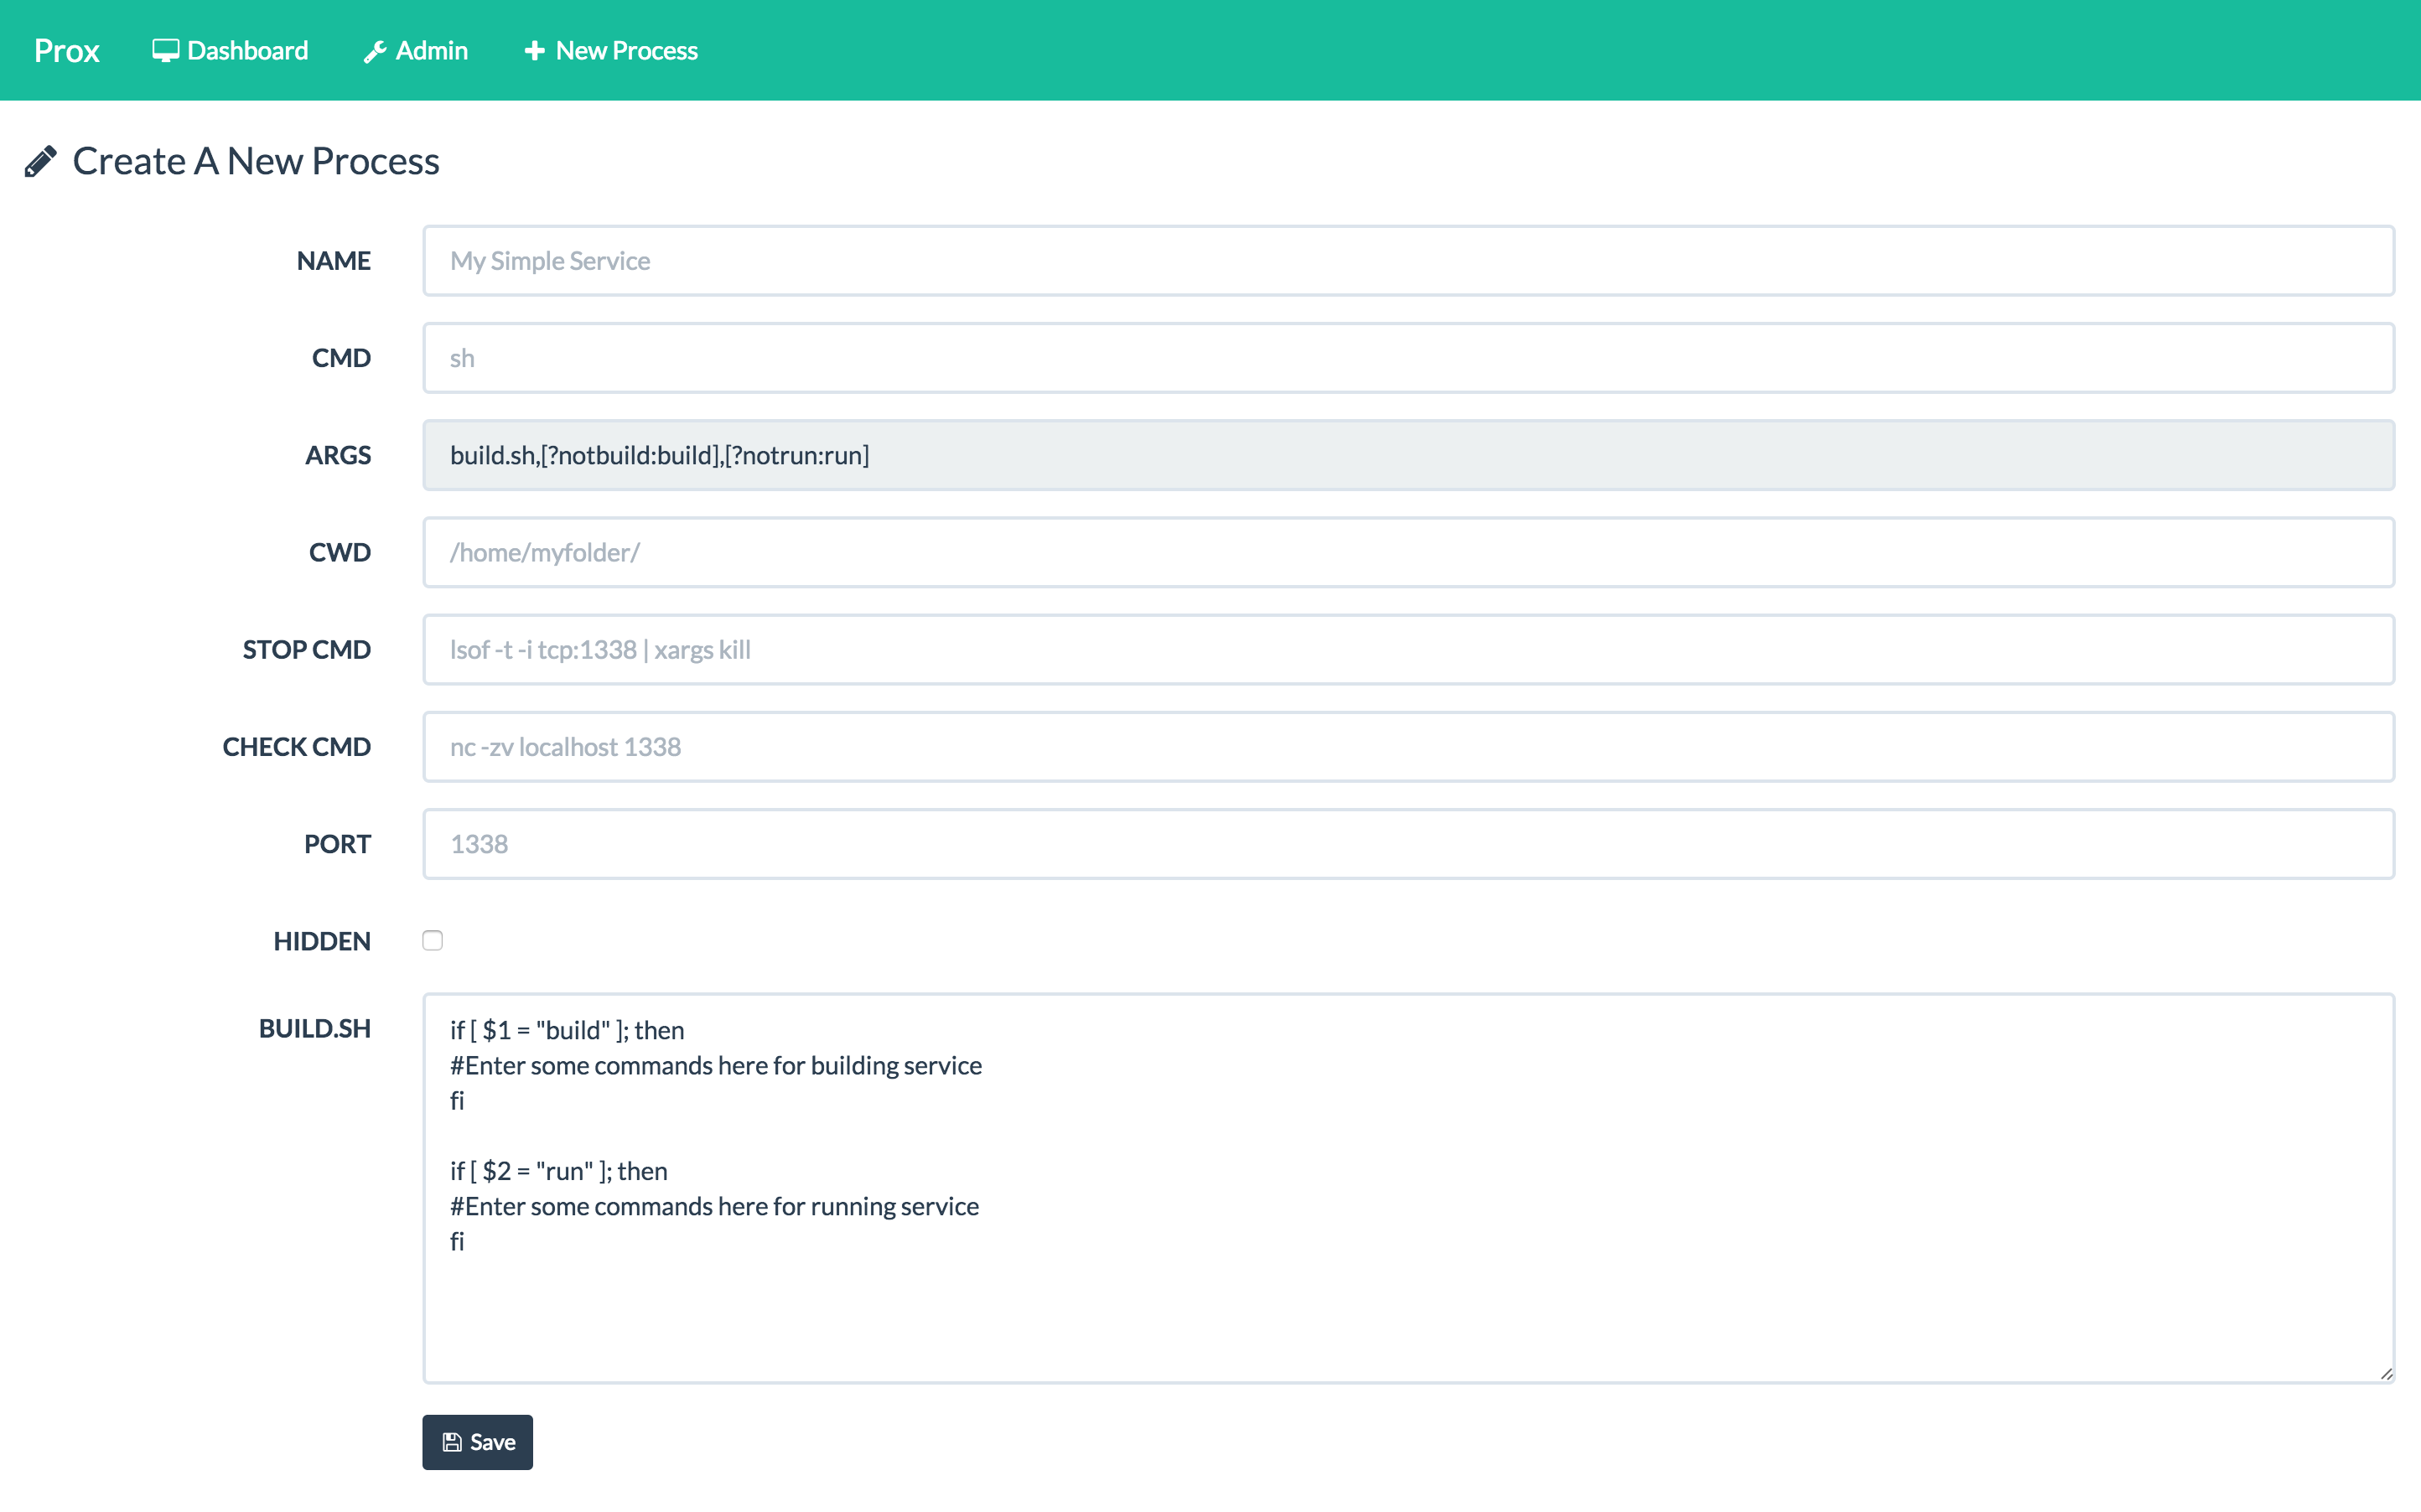 Prox Dashboard Admin New Process
Create A New Process
NAME My Simple Service
CMD sh
ARGS build.sh,[?notbuild:build],[?notrun:run]
CWD /home/myfolder/
STOP CMD lsof -t -i tcp:1338 | xargs kill
CHECK CMD nc -zv localhost 1338
PORT 1338
HIDDEN
BUILD.SH if [ $1 = "build" ]; then
#Enter some commands here for building service
fi
if [ $2 = "run" ]; then
#Enter some commands here for running service
fi
Save